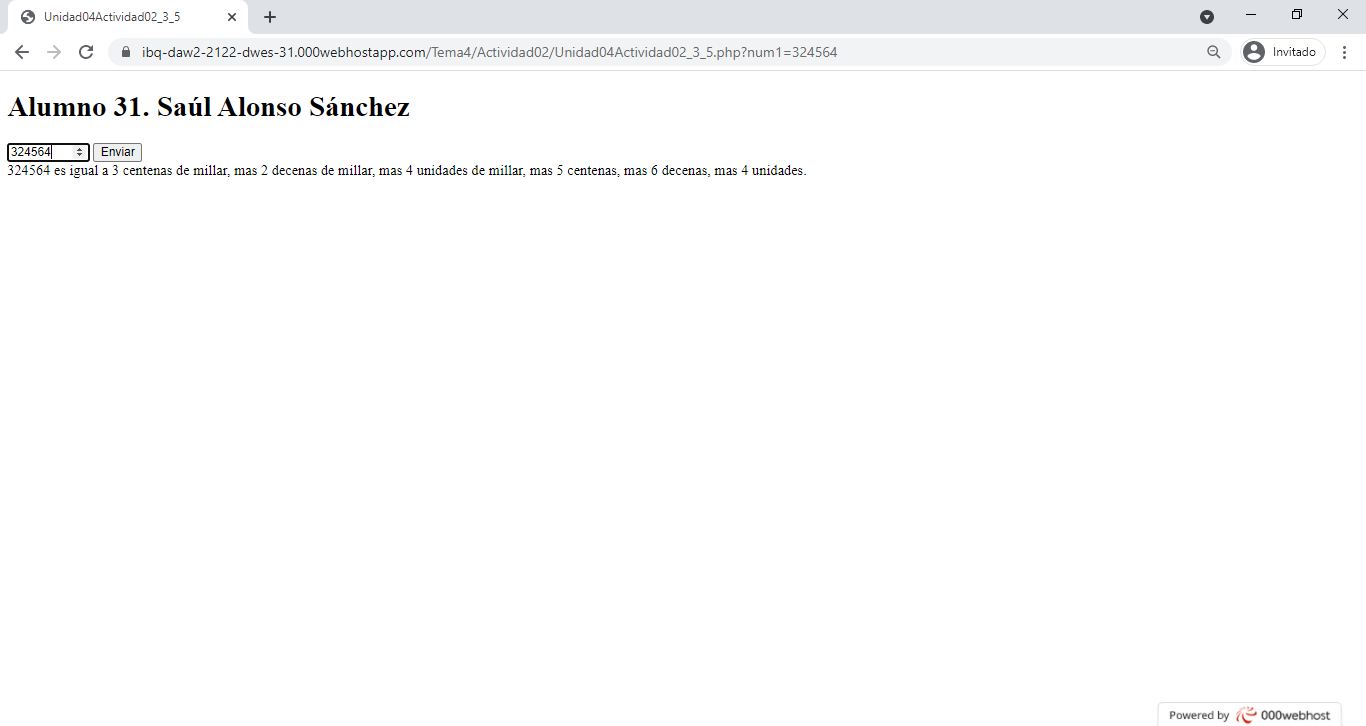 Unidad04Actividad02_3_5
ibq-daw2-2122-dwes-31.000webhostapp.com/Tema4/Actividad02/Unidad04Actividad02_3_5.php?num1=324564
Invitado
Alumno 31. Saúl Alonso Sánchez
324564 Enviar
324564 es igual a 3 centenas de millar, mas 2 decenas de millar, mas 4 unidades de millar, mas 5 centenas, mas 6 decenas, mas 4 unidades.
Powered by 000webhost